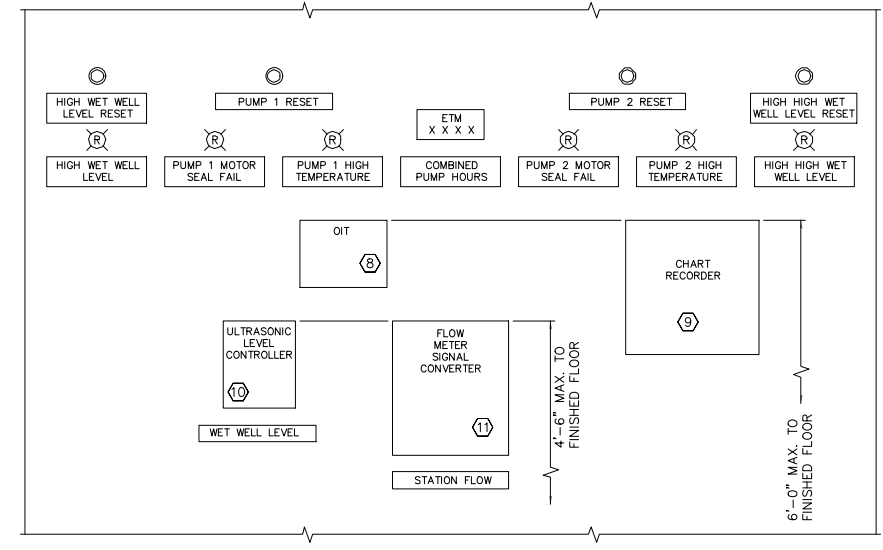 HIGH WET WELL
LEVEL RESET
PUMP 1 RESET
ETM
X X X X
PUMP 2 RESET
HIGH HIGH WET
WELL LEVEL RESET
R
R
R
R
R
R
HIGH WET WELL
LEVEL
PUMP 1 MOTOR
SEAL FAIL
PUMP 1 HIGH
TEMPERATURE
COMBINED
PUMP HOURS
PUMP 2 MOTOR
SEAL FAIL
PUMP 2 HIGH
TEMPERATURE
HIGH HIGH WET
WELL LEVEL
OIT
8
CHART
RECORDER
9
ULTRASONIC
LEVEL
CONTROLLER
10
FLOW
METER
SIGNAL
CONVERTER
11
4'-6" MAX. TO
FINISHED FLOOR
6'-0" MAX. TO
FINISHED FLOOR
WET WELL LEVEL
STATION FLOW